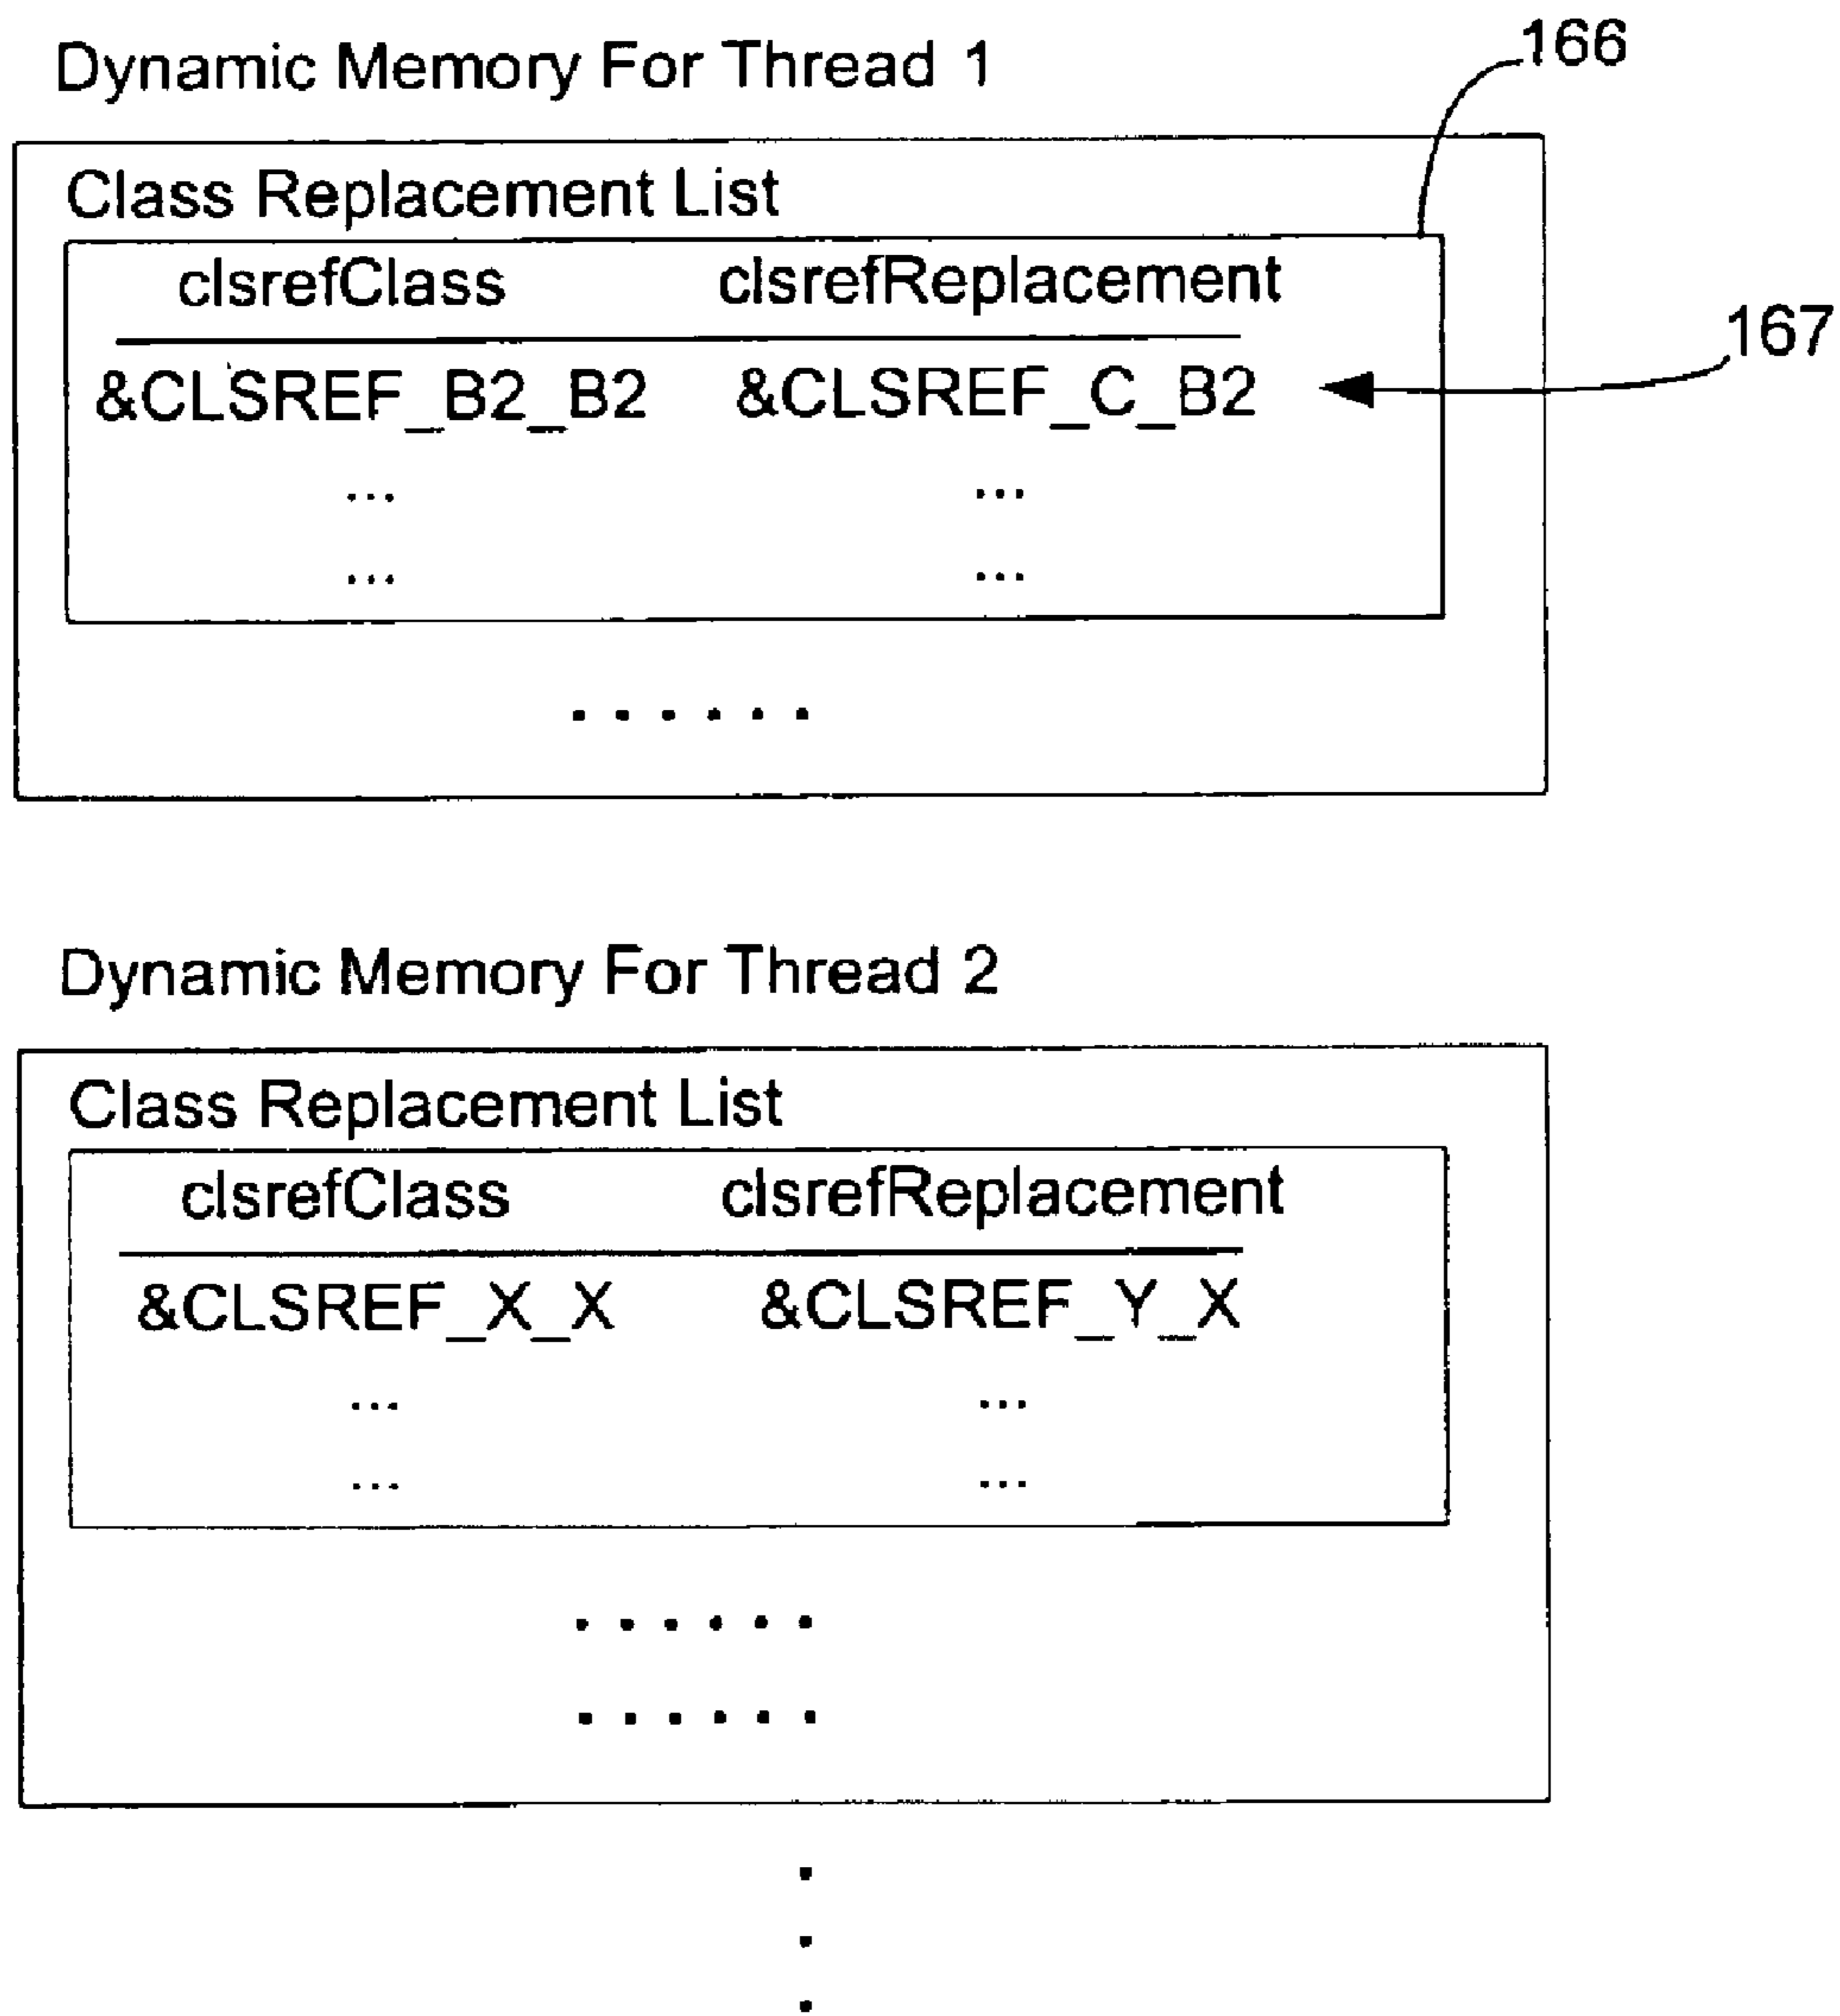 166
Dynamic Memory For Thread 1
Class Replacement List
clsrefClass clsrefReplacement
167
&CLSREF_B2_B2 &CLSREF_C_B2
... ...
... ...
......
Dynamic Memory For Thread 2
Class Replacement List
clsrefClass clsrefReplacement
&CLSREF_X_X &CLSREF_Y_X
... ...
... ...
......
......
.
.
.